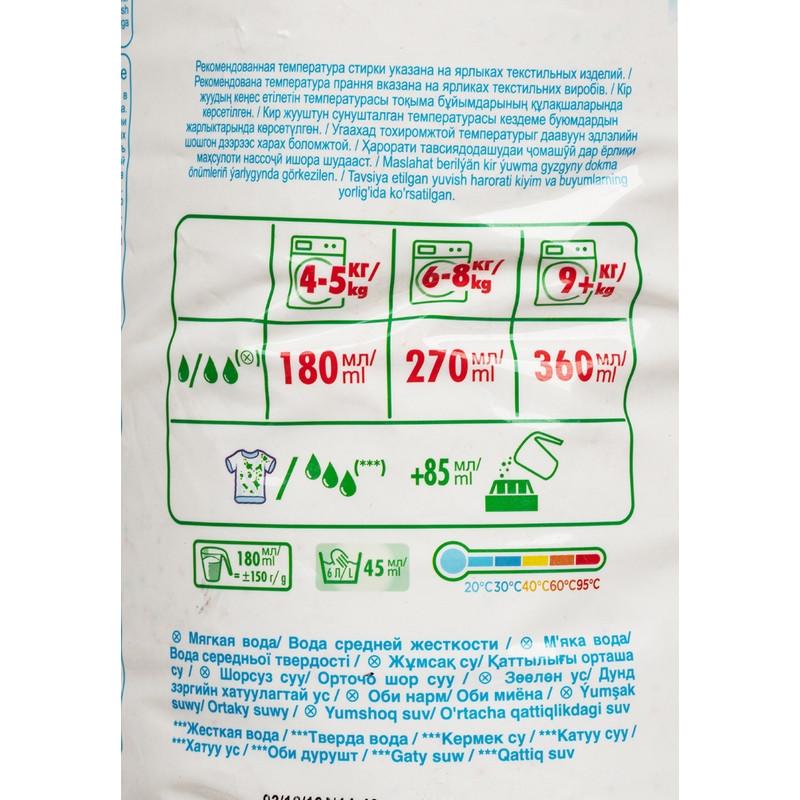 Рекомендованная температура стирки указана на ярлыках текстильных изделий. /
Рекомендована температура прання вказана на ярликах текстильних виробів. / Кір
жуудың кеңес етілетін температурасы тоқыма бұйымдарының құлақшаларында
көрсетілген. / Кир жууштун сунушталган температурасы кездеме буюмдардын
жарлыктарында көрсөтүлгөн. / Угаахад тохиромжтой температурыг даавуун эдлэлийн
шошгон дээрээс харах боломжтой. / Ҳарорати тавсиядодашудаи ҷомашӯӣ дар ёрлиқи
маҳсулоти нассоҷӣ ишора шудааст. / Maslahat berilýän kir ýuwma gyzgyny dokma
önümleriň ýarlygynda görkezilen. / Tavsiya etilgan yuvish harorati kiyim va buyumlarning
yorlig'ida ko'rsatilgan.
4-5 кг/kg 6-8 кг/kg 9+ кг/kg
180 мл/ml 270 мл/ml 360 мл/ml
(***) +85 мл/ml
180 мл/ml = ±150 г/g
6 Л/L 45 мл/ml
20°C 30°C 40°C 60°C 95°C
⊗ Мягкая вода/ Вода средней жесткости / ⊗ М'яка вода/
Вода середньої твердості / ⊗ Жұмсақ су/ Қаттылығы орташа
су / ⊗ Шорсуз суу/ Орточо шор суу / ⊗ Зөөлөн ус/ Дунд
зэргийн хатуулагтай ус / ⊗ Оби нарм/ Оби миёна / ⊗ Ýumşak
suwy/ Ortaky suwy / ⊗ Yumshoq suv/ O'rtacha qattiqlikdagi suv
***Жесткая вода / ***Тверда вода / ***Кермек су / ***Катуу суу /
***Хатуу ус / ***Оби дурушт / ***Gaty suw / ***Qattiq suv